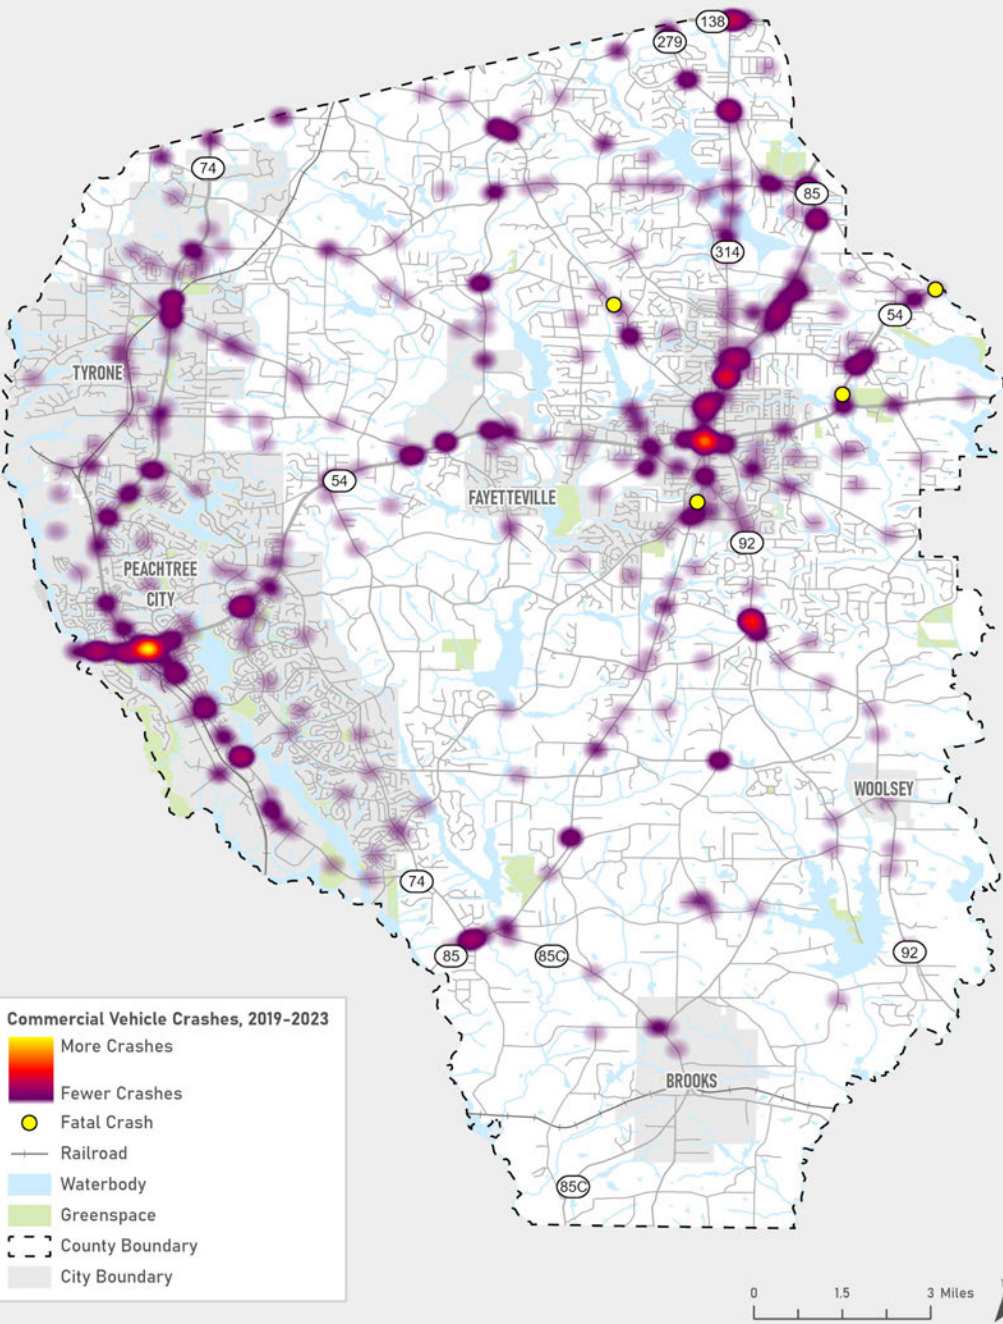 138
279
74
85
314
54
TYRONE
54
FAYETTEVILLE
92
PEACHTREE
CITY
WOOLSEY
74
85
85C
92
BROOKS
85C
Commercial Vehicle Crashes, 2019-2023
More Crashes
Fewer Crashes
Fatal Crash
Railroad
Waterbody
Greenspace
County Boundary
City Boundary
0 1.5 3 Miles